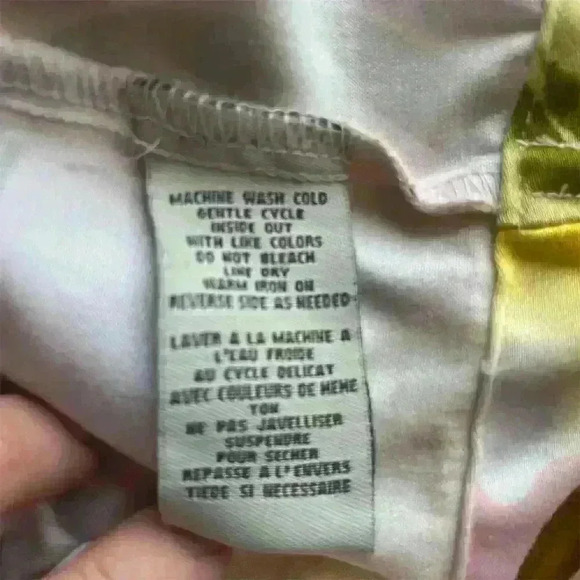 MACHINE WASH COLD
GENTLE CYCLE
INSIDE OUT
WITH LIKE COLORS
DO NOT BLEACH
LINE DRY
WARM IRON ON
REVERSE SIDE AS NEEDED
LAVER A LA MACHINE A
L'EAU FROIDE
AU CYCLE DELICAT
AVEC COULEURS DE MEME
TON
NE PAS JAVELLISER
SUSPENDRE
POUR SECHER
REPASSE A L'ENVERS
TIEDE SI NECESSAIRE